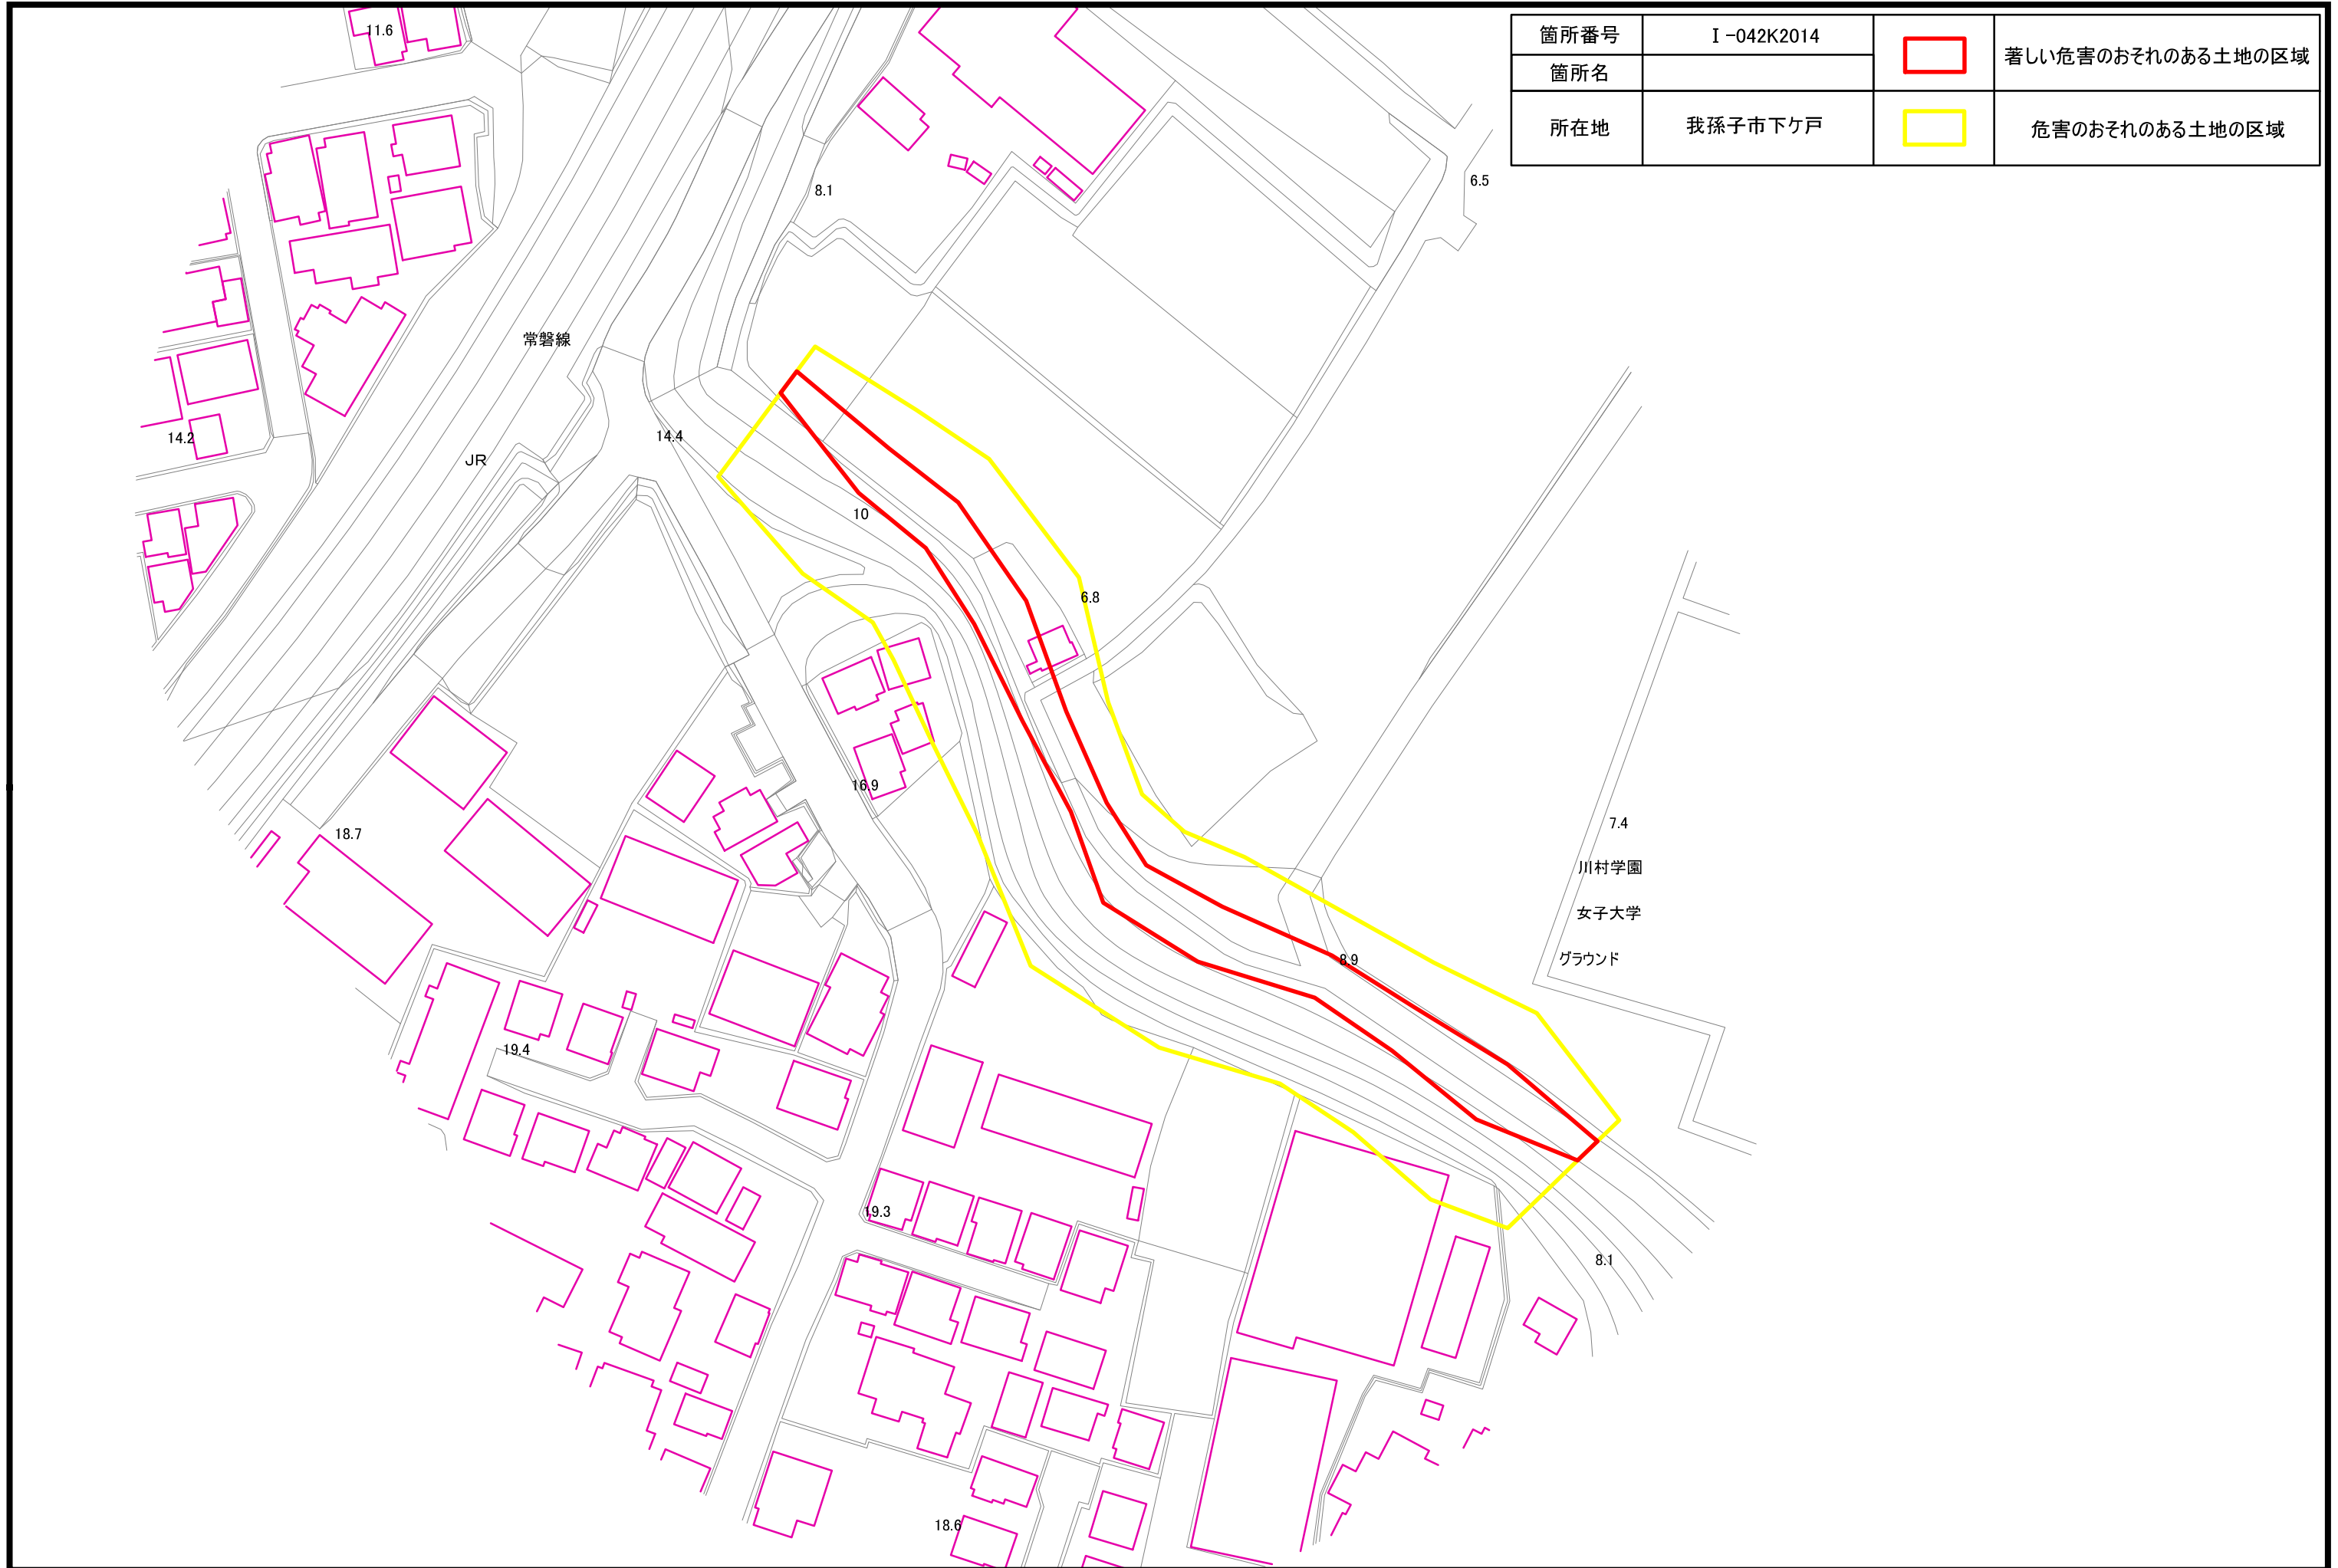 箇所番号
Ⅰ-042K2014
著しい危害のおそれのある土地の区域
箇所名
所在地
我孫子市下ケ戸
危害のおそれのある土地の区域
11.6
8.1
6.5
常磐線
14.4
14.2
JR
10
6.8
16.9
18.7
7.4
川村学園
女子大学
グラウンド
8.9
19.4
19.3
8.1
18.6